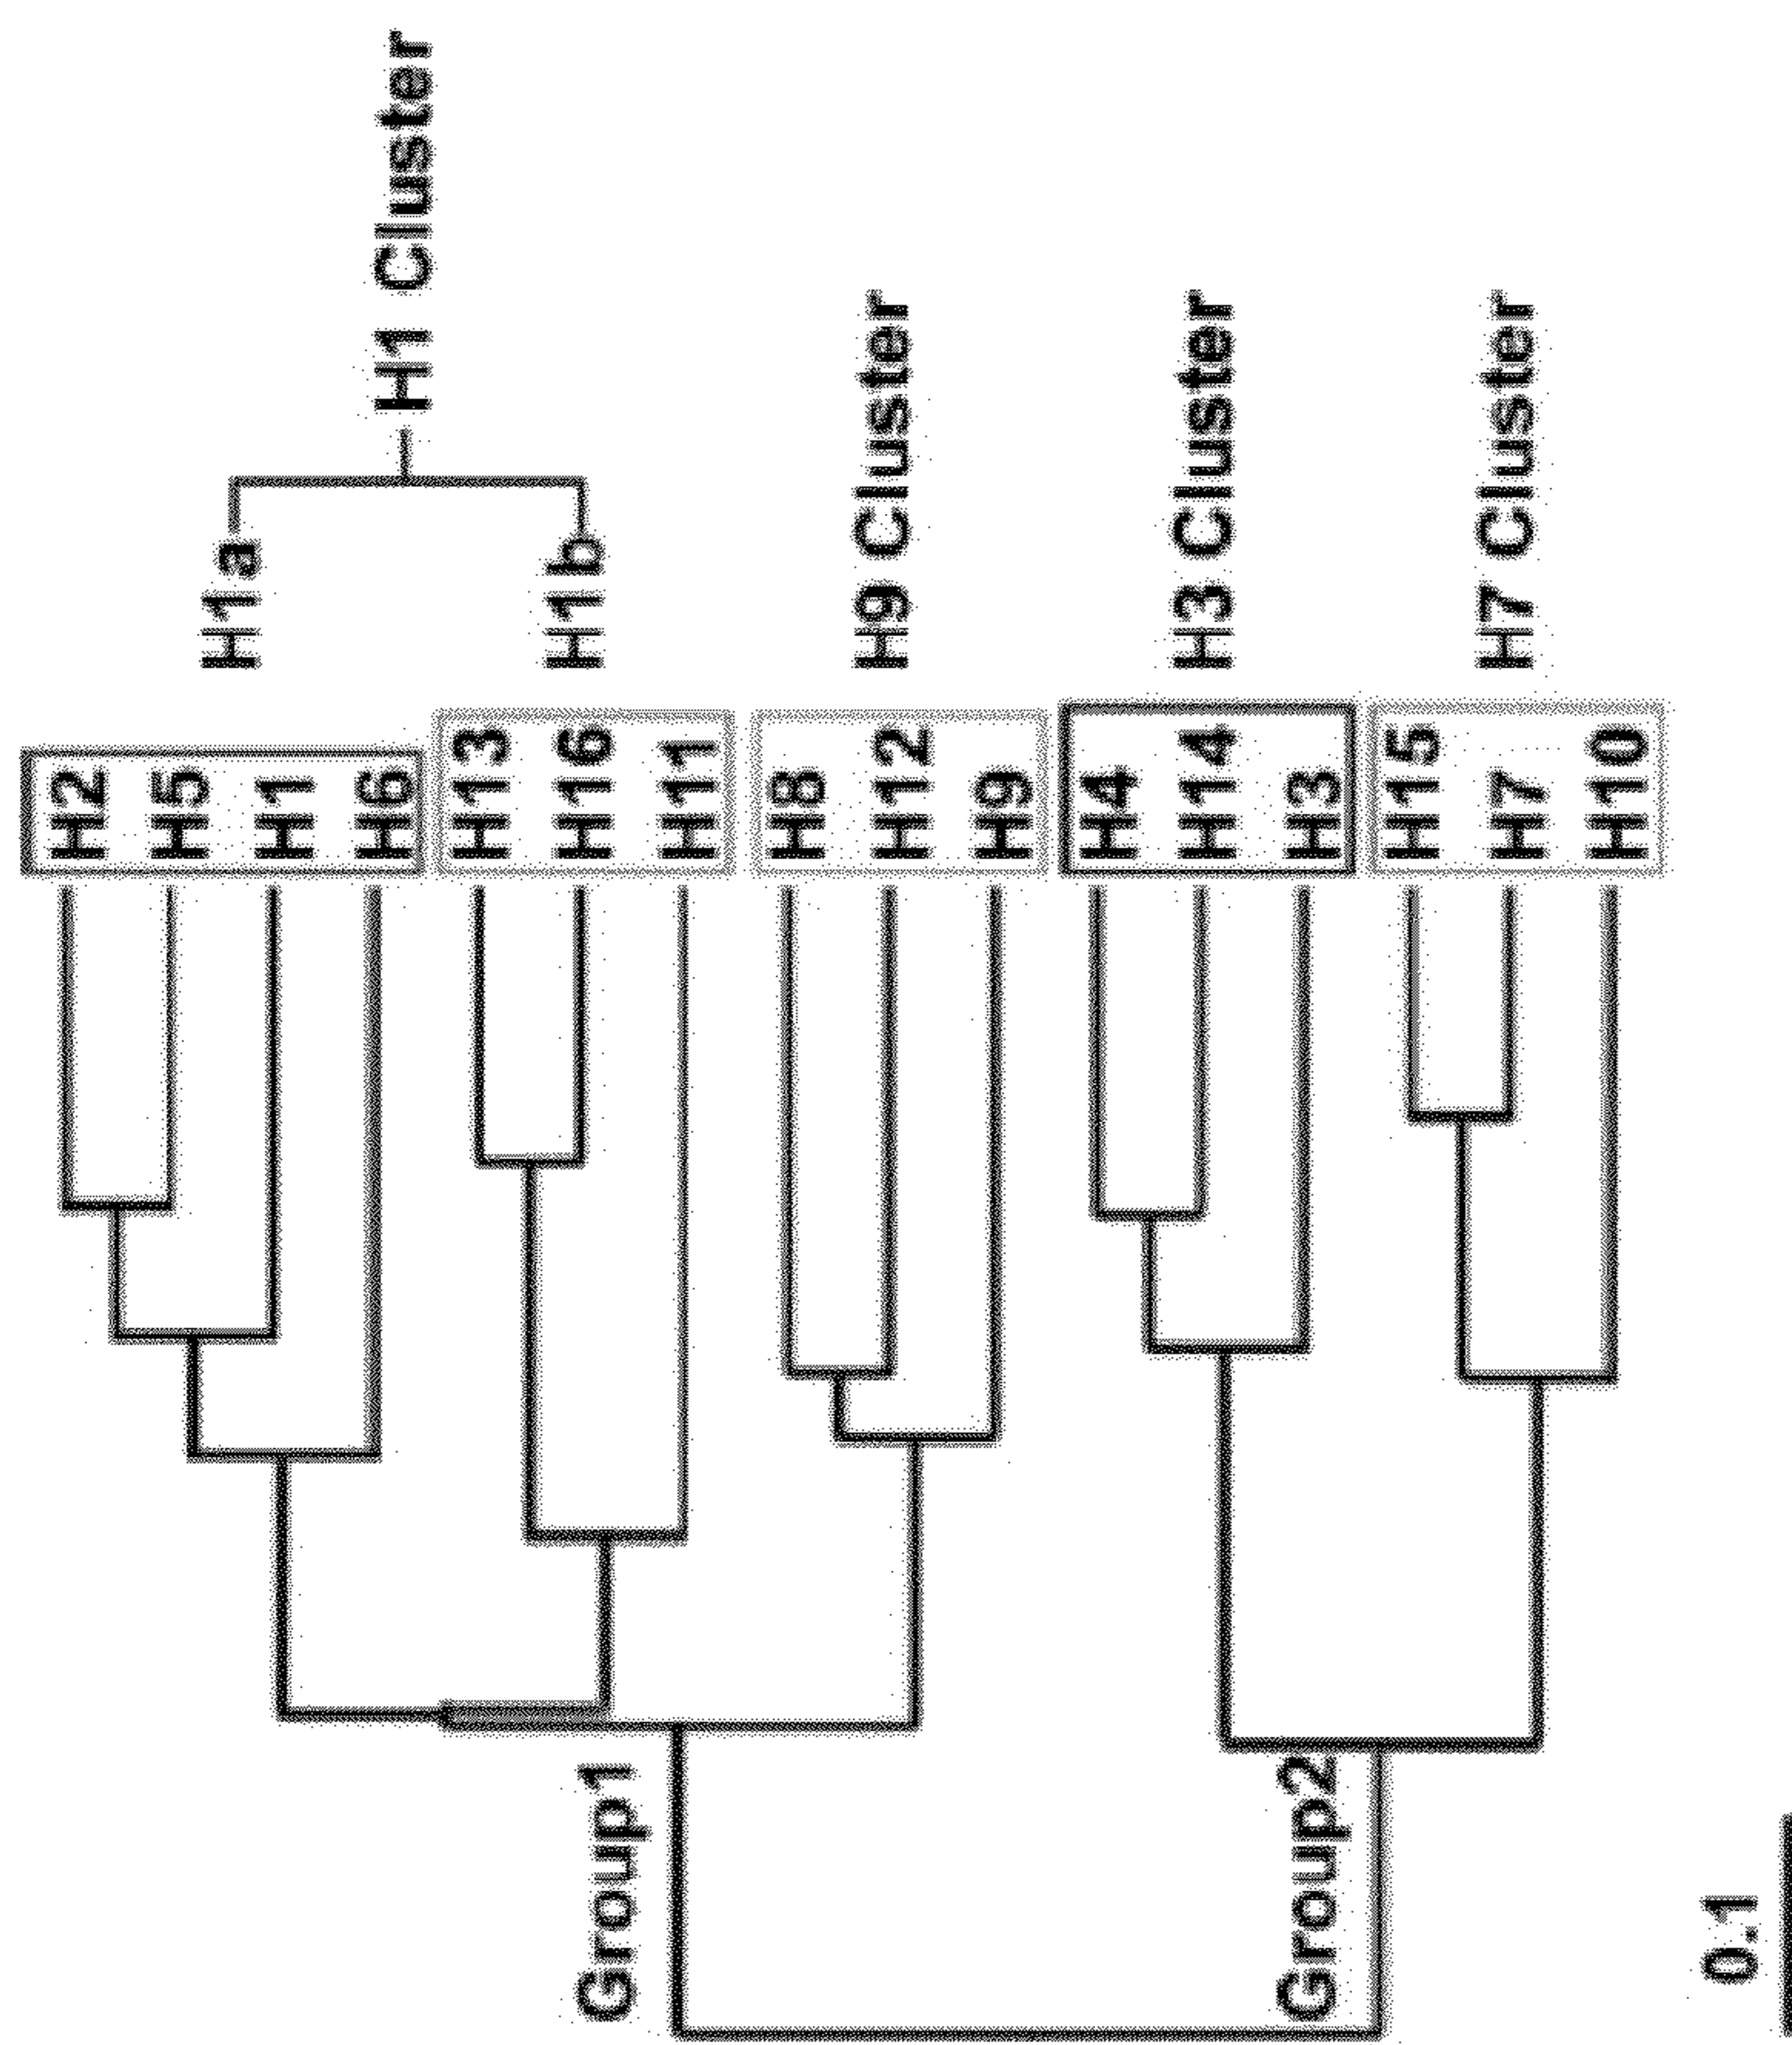 H2
H5
H1
H6
H13
H16
H11
H8
H12
H9
H4
H14
H3
H15
H7
H10
H1a
H1b
H1 Cluster
H9 Cluster
H3 Cluster
H7 Cluster
Group1
Group2
0.1